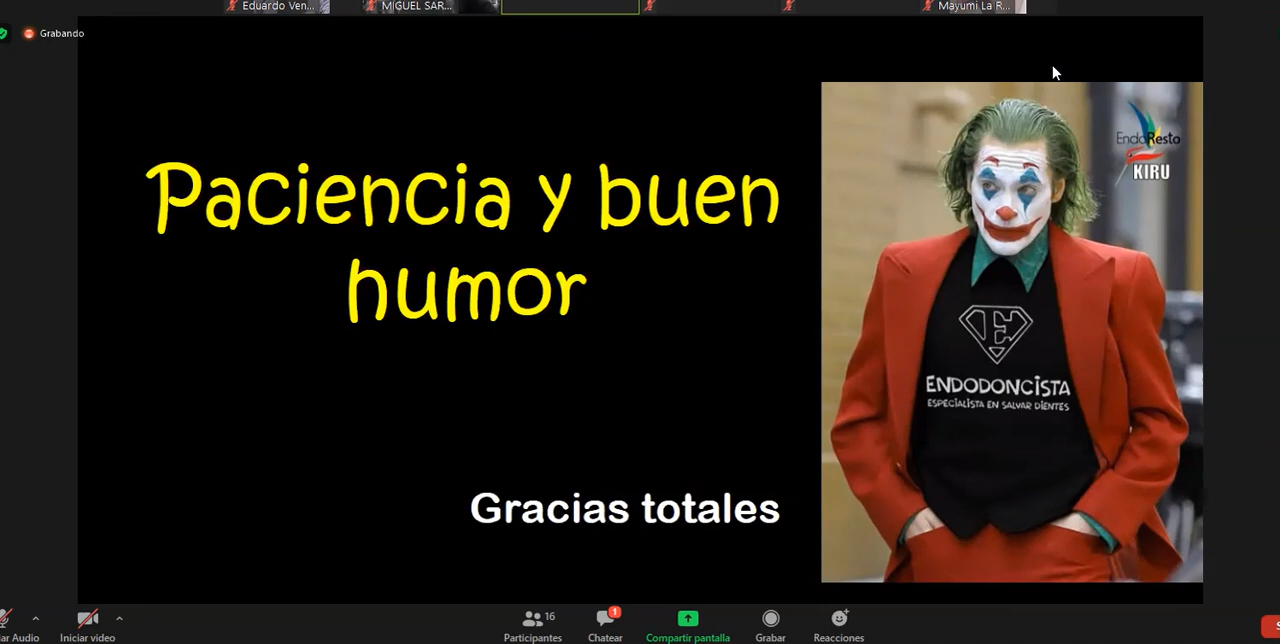 Eduardo Ven...
MIGUEL SAR...
Mayumi La R...
Grabando
Paciencia y buen
humor
EndoResto
KIRU
E
ENDODONCISTA
ESPECIALISTA EN SALVAR DIENTES
Gracias totales
ar Audio
Iniciar video
16
Participantes
1
Chatear
Compartir pantalla
Grabar
Reacciones